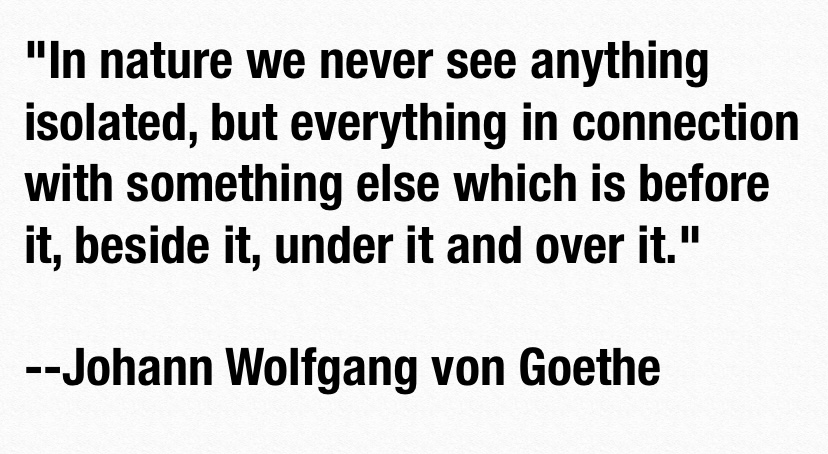 "In nature we never see anything
isolated, but everything in connection
with something else which is before
it, beside it, under it and over it."
--Johann Wolfgang von Goethe